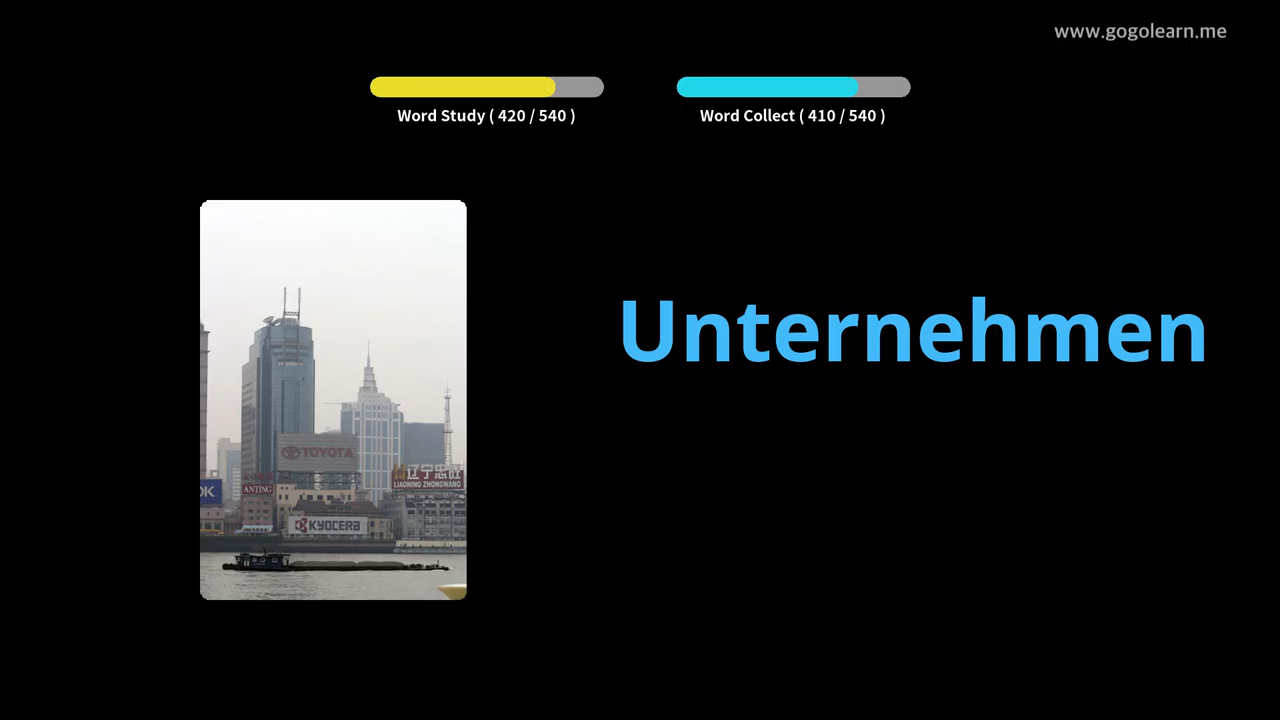 www.gogolearn.me
Word Study ( 420 / 540 )
Word Collect ( 410 / 540 )
Unternehmen
TOYOTA
辽宁忠旺
LIAONING ZHONGWANG
OK
ANTING
KYOCERA